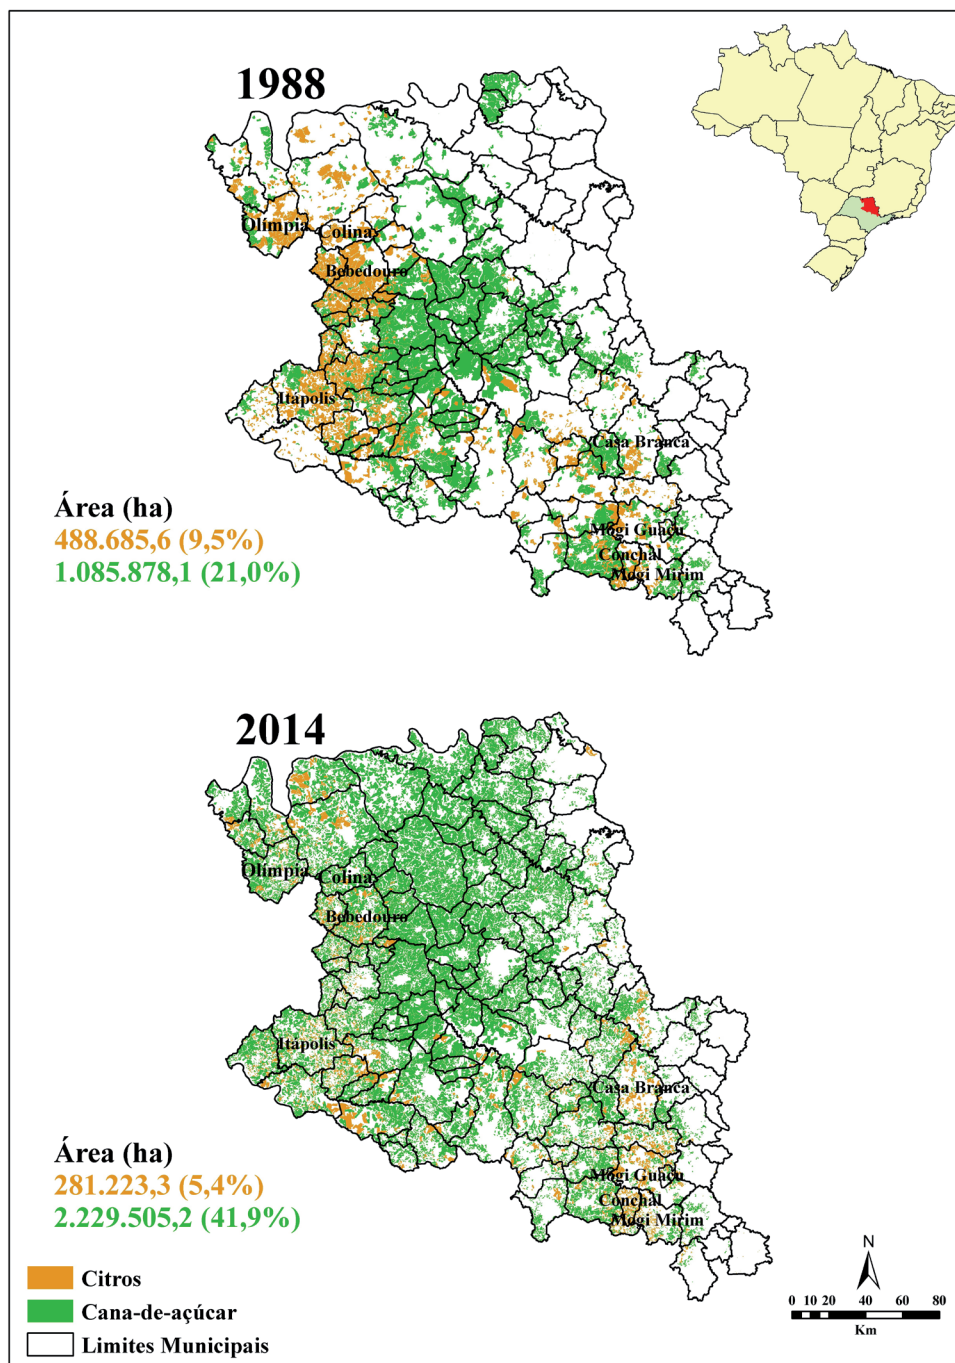 1988
Olímpia
Colinas
Bebedouro
Itápolis
Casa Branca
Mogi Guaçu
Conchal
Mogi Mirim
Área (ha)
488.685,6 (9,5%)
1.085.878,1 (21,0%)
2014
Olímpia
Colinas
Bebedouro
Itápolis
Casa Branca
Mogi Guaçu
Conchal
Mogi Mirim
Área (ha)
281.223,3 (5,4%)
2.229.505,2 (41,9%)
Citros
Cana-de-açúcar
Limites Municipais
N
0 10 20 40 60 80
Km